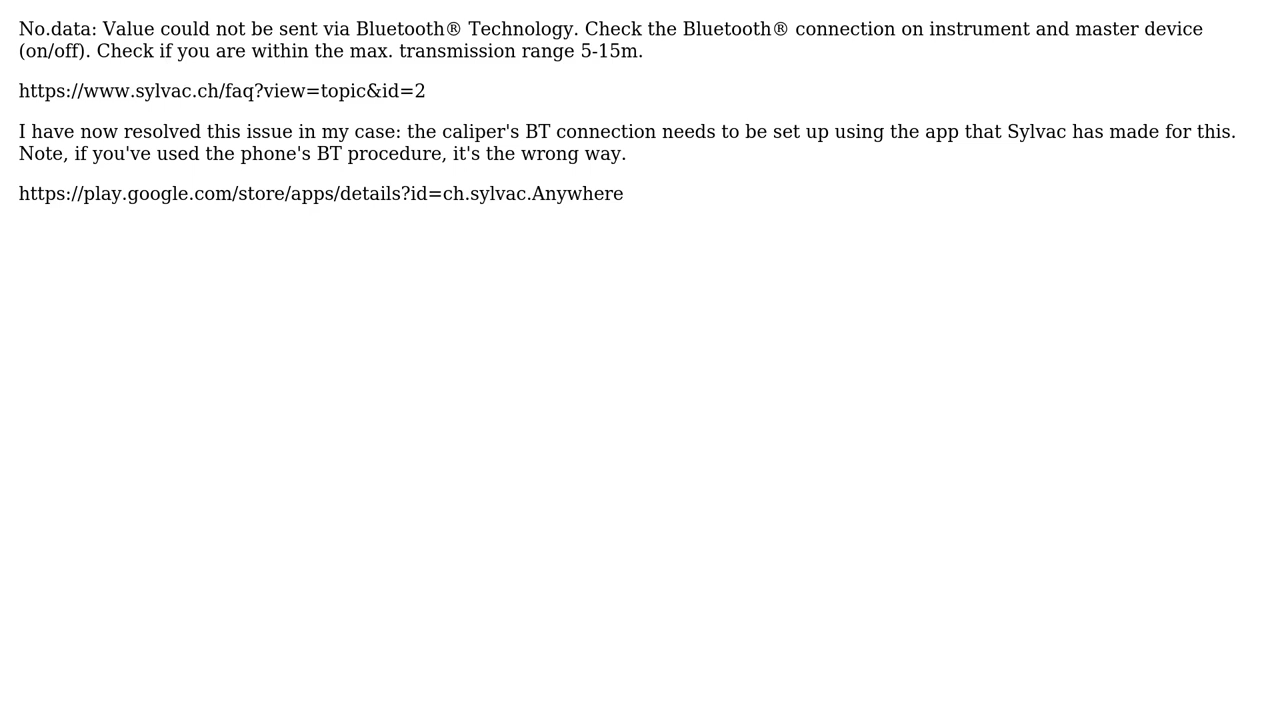 No.data: Value could not be sent via Bluetooth® Technology. Check the Bluetooth® connection on instrument and master device
(on/off). Check if you are within the max. transmission range 5-15m.
https://www.sylvac.ch/faq?view=topic&id=2
I have now resolved this issue in my case: the caliper's BT connection needs to be set up using the app that Sylvac has made for this.
Note, if you've used the phone's BT procedure, it's the wrong way.
https://play.google.com/store/apps/details?id=ch.sylvac.Anywhere